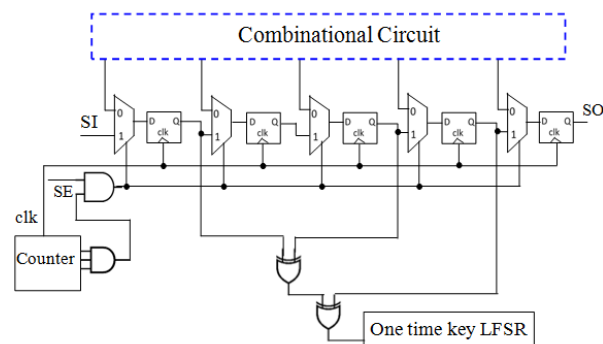 Combinational Circuit
0 0 0 0 0
SI 1 D Q 1 D Q 1 D Q 1 D Q 1 D Q SO
clk clk clk clk clk
SE
clk
Counter
One time key LFSR